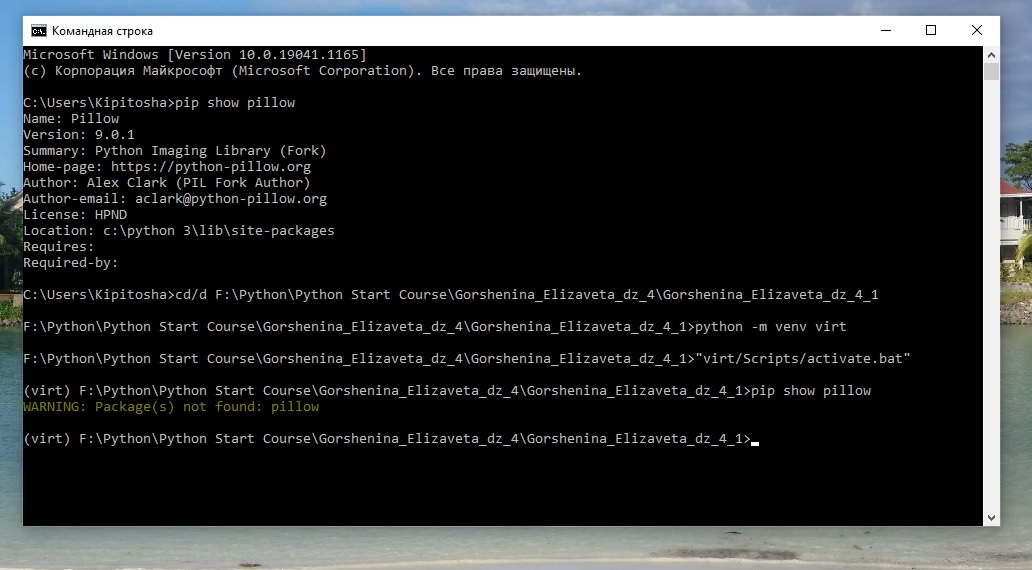 Командная строка
Microsoft Windows [Version 10.0.19041.1165]
(c) Корпорация Майкрософт (Microsoft Corporation). Все права защищены.
C:\Users\Kipitosha>pip show pillow
Name: Pillow
Version: 9.0.1
Summary: Python Imaging Library (Fork)
Home-page: https://python-pillow.org
Author: Alex Clark (PIL Fork Author)
Author-email: aclark@python-pillow.org
License: HPND
Location: c:\python 3\lib\site-packages
Requires:
Required-by:
C:\Users\Kipitosha>cd/d F:\Python\Python Start Course\Gorshenina_Elizaveta_dz_4\Gorshenina_Elizaveta_dz_4_1
F:\Python\Python Start Course\Gorshenina_Elizaveta_dz_4\Gorshenina_Elizaveta_dz_4_1>python -m venv virt
F:\Python\Python Start Course\Gorshenina_Elizaveta_dz_4\Gorshenina_Elizaveta_dz_4_1>"virt/Scripts/activate.bat"
(virt) F:\Python\Python Start Course\Gorshenina_Elizaveta_dz_4\Gorshenina_Elizaveta_dz_4_1>pip show pillow
WARNING: Package(s) not found: pillow
(virt) F:\Python\Python Start Course\Gorshenina_Elizaveta_dz_4\Gorshenina_Elizaveta_dz_4_1>